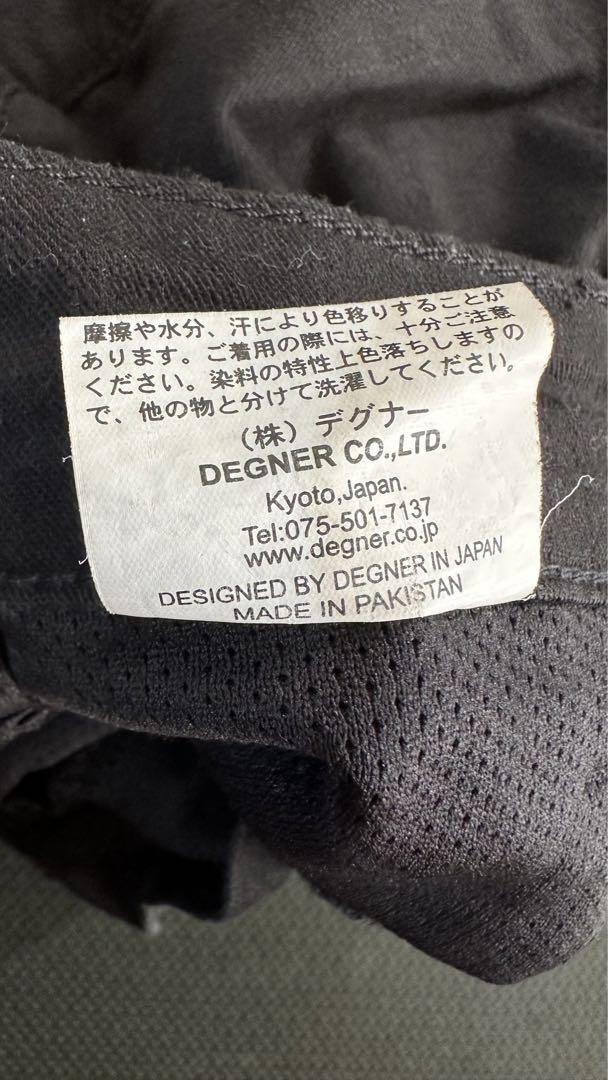 摩擦や水分、汗により色移りすることが
あります。ご着用の際には、十分ご注意
ください。染料の特性上色落ちしますの
で、他の物と分けて洗濯してください。
（株）デグナー
DEGNER CO.,LTD.
Kyoto,Japan.
Tel:075-501-7137
www.degner.co.jp
DESIGNED BY DEGNER IN JAPAN
MADE IN PAKISTAN